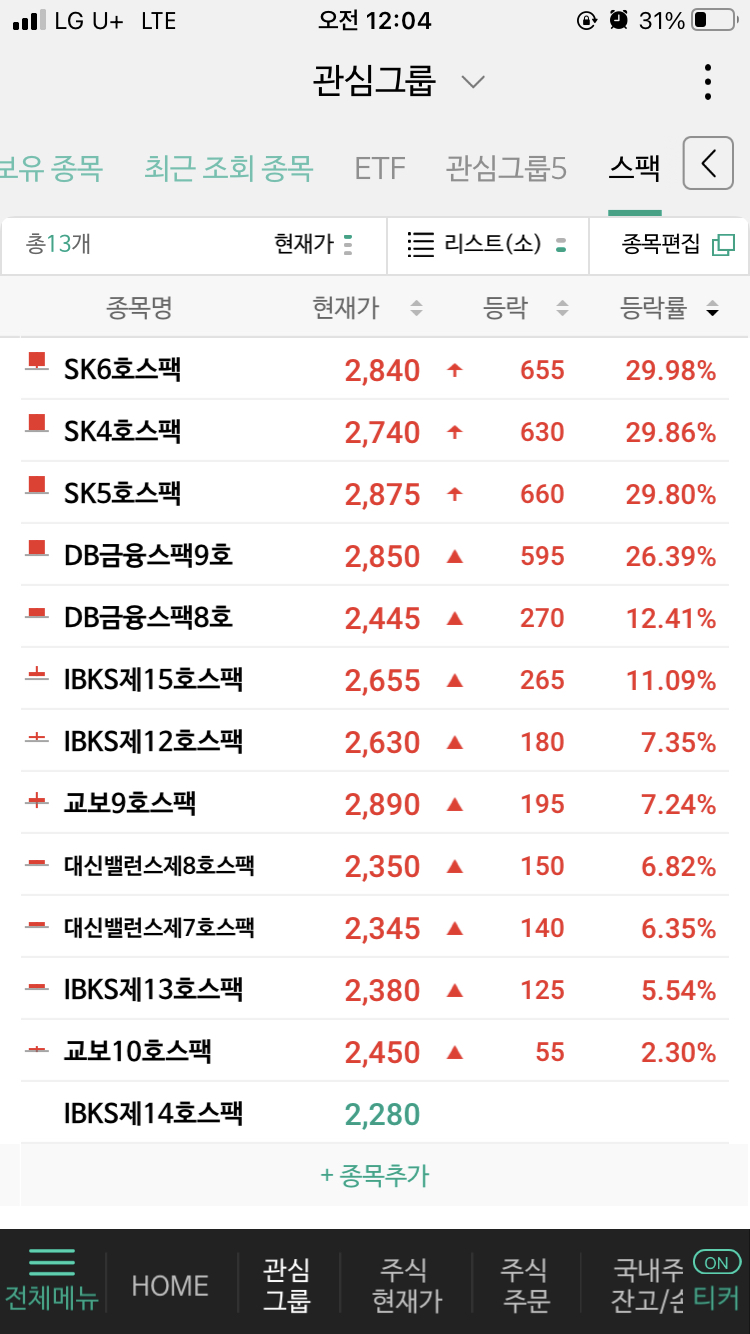 LG U+ LTE 오전 12:04 31%
관심그룹
보유 종목 최근 조회 종목 ETF 관심그룹5 스팩
총13개 현재가 리스트(소) 종목편집
종목명 현재가 등락 등락률
SK6호스팩 2,840 655 29.98%
SK4호스팩 2,740 630 29.86%
SK5호스팩 2,875 660 29.80%
DB금융스팩9호 2,850 595 26.39%
DB금융스팩8호 2,445 270 12.41%
IBKS제15호스팩 2,655 265 11.09%
IBKS제12호스팩 2,630 180 7.35%
교보9호스팩 2,890 195 7.24%
대신밸런스제8호스팩 2,350 150 6.82%
대신밸런스제7호스팩 2,345 140 6.35%
IBKS제13호스팩 2,380 125 5.54%
교보10호스팩 2,450 55 2.30%
IBKS제14호스팩 2,280
+ 종목추가
전체메뉴 HOME 관심 그룹 주식 현재가 주식 주문 국내주 잔고/손 ON 티커